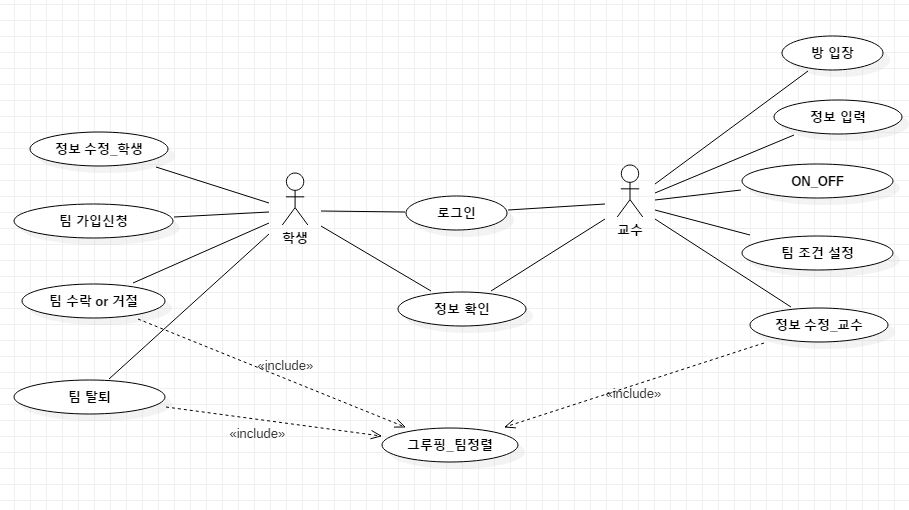 방 입장
정보 입력
정보 수정_학생
ON_OFF
팀 가입신청
로그인
학생
교수
팀 조건 설정
팀 수락 or 거절
정보 확인
정보 수정_교수
«include»
«include»
팀 탈퇴
«include»
그루핑_팀정렬